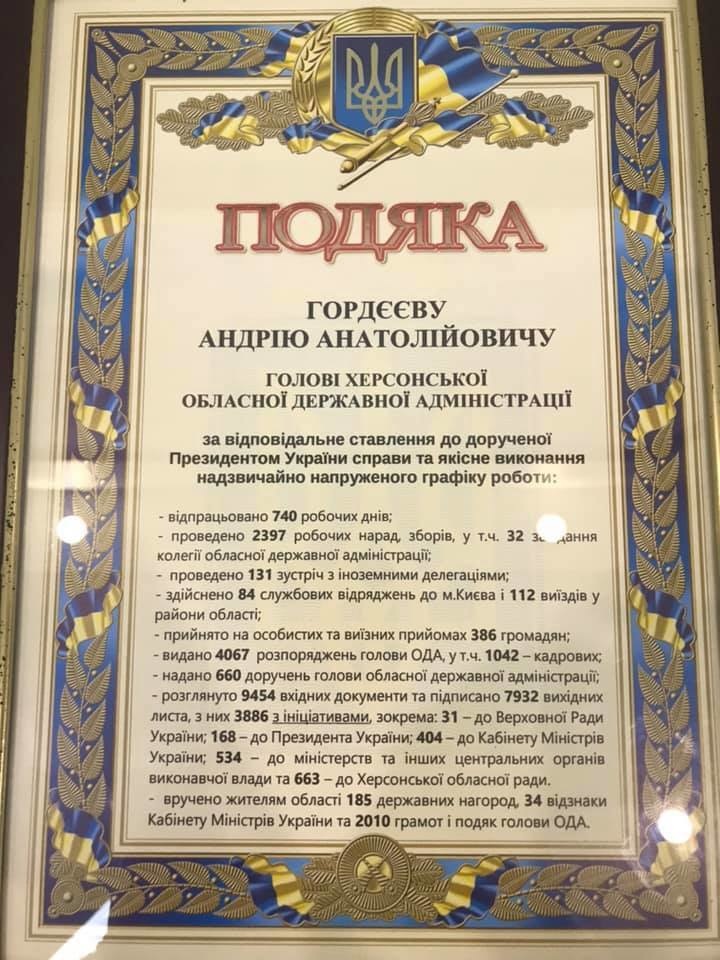 ПОДЯКА
ГОРДЄЄВУ
АНДРІЮ АНАТОЛІЙОВИЧУ
ГОЛОВІ ХЕРСОНСЬКОЇ
ОБЛАСНОЇ ДЕРЖАВНОЇ АДМІНІСТРАЦІЇ
за відповідальне ставлення до дорученої
Президентом України справи та якісне виконання
надзвичайно напруженого графіку роботи:
- відпрацьовано 740 робочих днів;
- проведено 2397 робочих нарад, зборів, у т.ч. 32 засідання
колегії обласної державної адміністрації;
- проведено 131 зустріч з іноземними делегаціями;
- здійснено 84 службових відряджень до м.Києва і 112 виїздів у
райони області;
- прийнято на особистих та виїзних прийомах 386 громадян;
- видано 4067 розпоряджень голови ОДА, у т.ч. 1042 – кадрових;
- надано 660 доручень голови обласної державної адміністрації;
- розглянуто 9454 вхідних документи та підписано 7932 вихідних
листа, з них 3886 з ініціативами, зокрема: 31 – до Верховної Ради
України; 168 – до Президента України; 404 – до Кабінету Міністрів
України; 534 – до міністерств та інших центральних органів
виконавчої влади та 663 – до Херсонської обласної ради.
- вручено жителям області 185 державних нагород, 34 відзнаки
Кабінету Міністрів України та 2010 грамот і подяк голови ОДА.